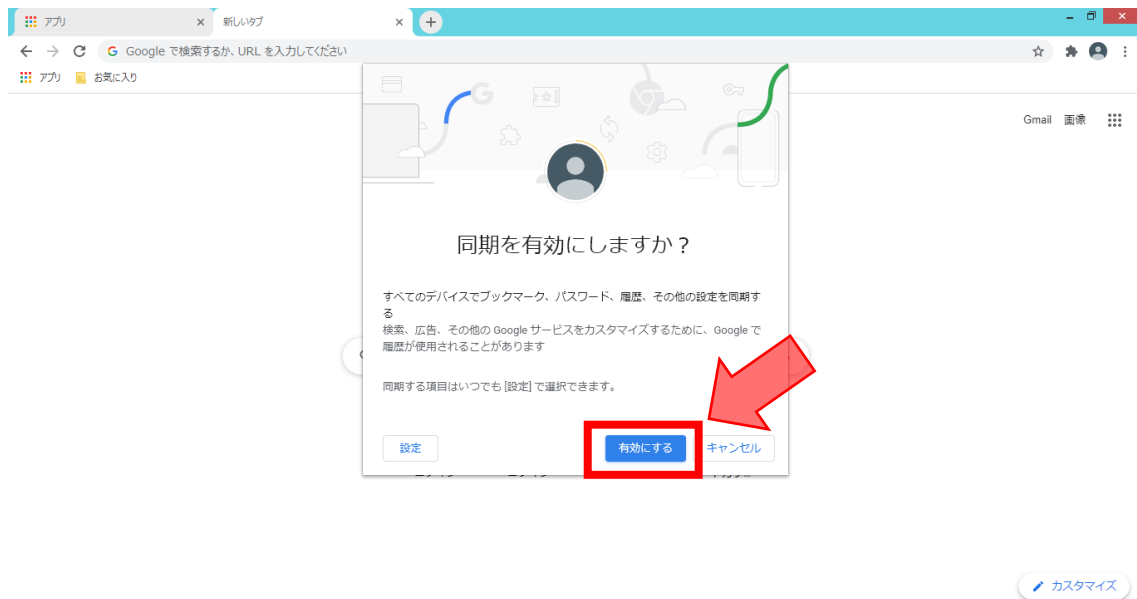 アプリ
新しいタブ
Google で検索するか、URL を入力してください
アプリ お気に入り
Gmail 画像
同期を有効にしますか？
すべてのデバイスでブックマーク、パスワード、履歴、その他の設定を同期す
る
検索、広告、その他の Google サービスをカスタマイズするために、Google で
履歴が使用されることがあります
同期する項目はいつでも [設定] で選択できます。
設定 有効にする キャンセル
カスタマイズ